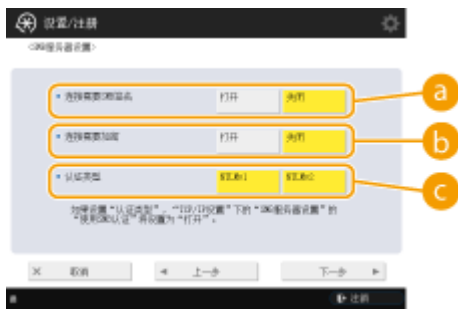 设置/注册
<SMB服务器设置>
连接需要SMB签名 打开 关闭 a
连接需要加密 打开 关闭 b
认证类型 NTLMv1 NTLMv2 c
如果设置“认证类型”，“TCP/IP设置”下的“SMB服务器设置”的
“使用SMB认证”将设置为“打开”。
× 取消 ◀ 上一步 下一步 ▶
注销